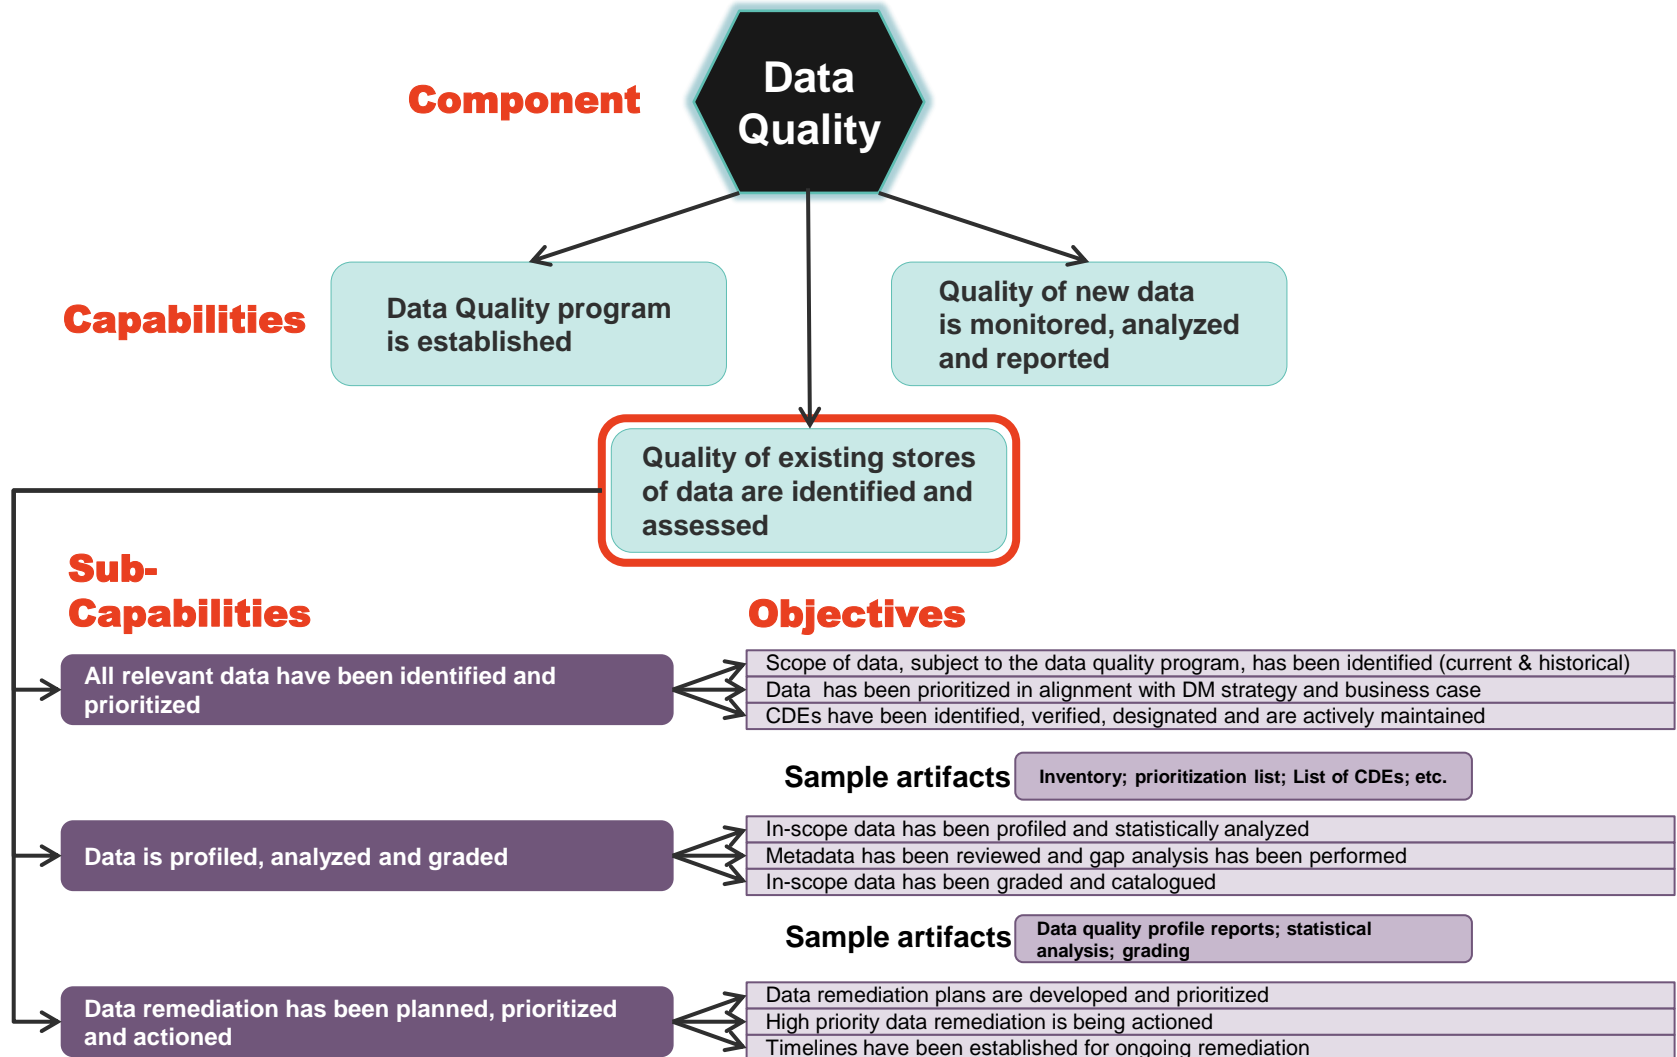 Data
Quality
Component
Capabilities
Data Quality program
is established
Quality of new data
is monitored, analyzed
and reported
Quality of existing stores
of data are identified and
assessed
Sub-
Capabilities
Objectives
All relevant data have been identified and
prioritized
Scope of data, subject to the data quality program, has been identified (current & historical)
Data has been prioritized in alignment with DM strategy and business case
CDEs have been identified, verified, designated and are actively maintained
Sample artifacts
Inventory; prioritization list; List of CDEs; etc.
Data is profiled, analyzed and graded
In-scope data has been profiled and statistically analyzed
Metadata has been reviewed and gap analysis has been performed
In-scope data has been graded and catalogued
Sample artifacts
Data quality profile reports; statistical
analysis; grading
Data remediation has been planned, prioritized
and actioned
Data remediation plans are developed and prioritized
High priority data remediation is being actioned
Timelines have been established for ongoing remediation